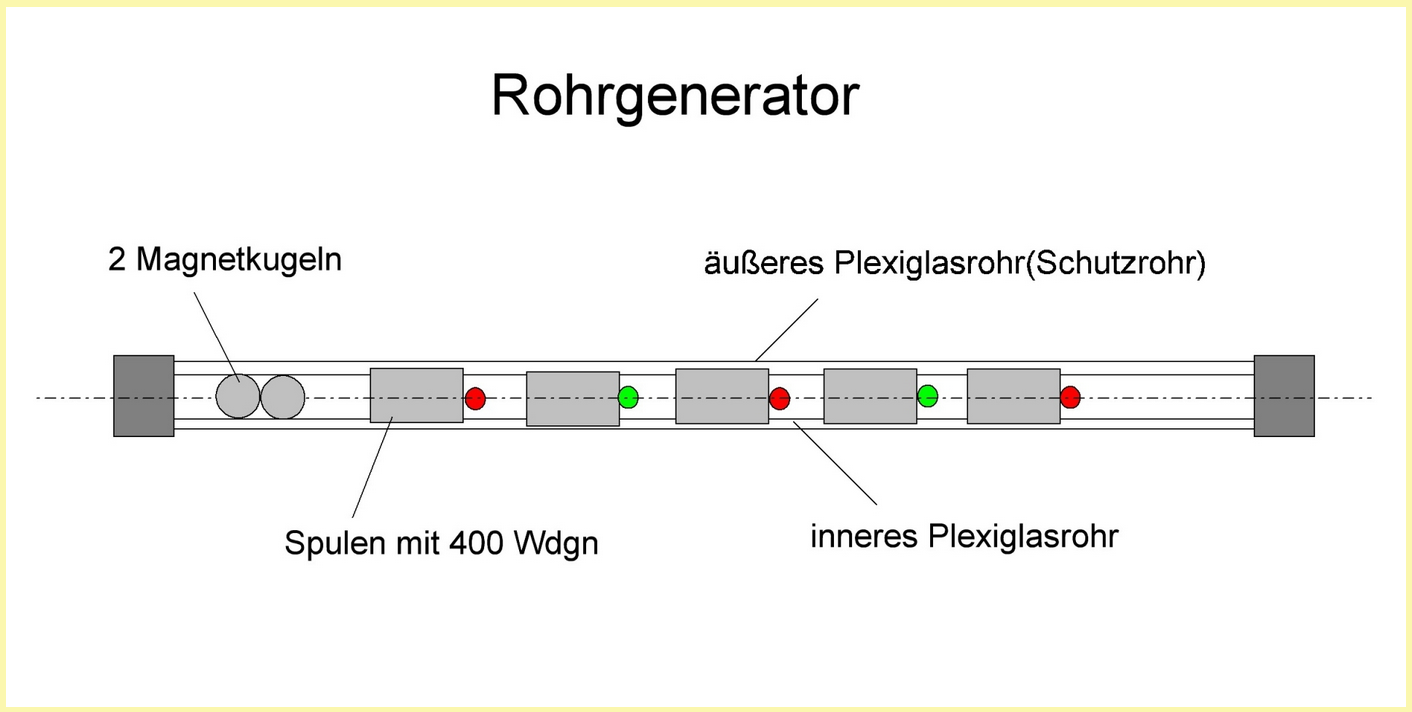 Rohrgenerator
2 Magnetkugeln
äußeres Plexiglasrohr(Schutzrohr)
Spulen mit 400 Wdgn
inneres Plexiglasrohr